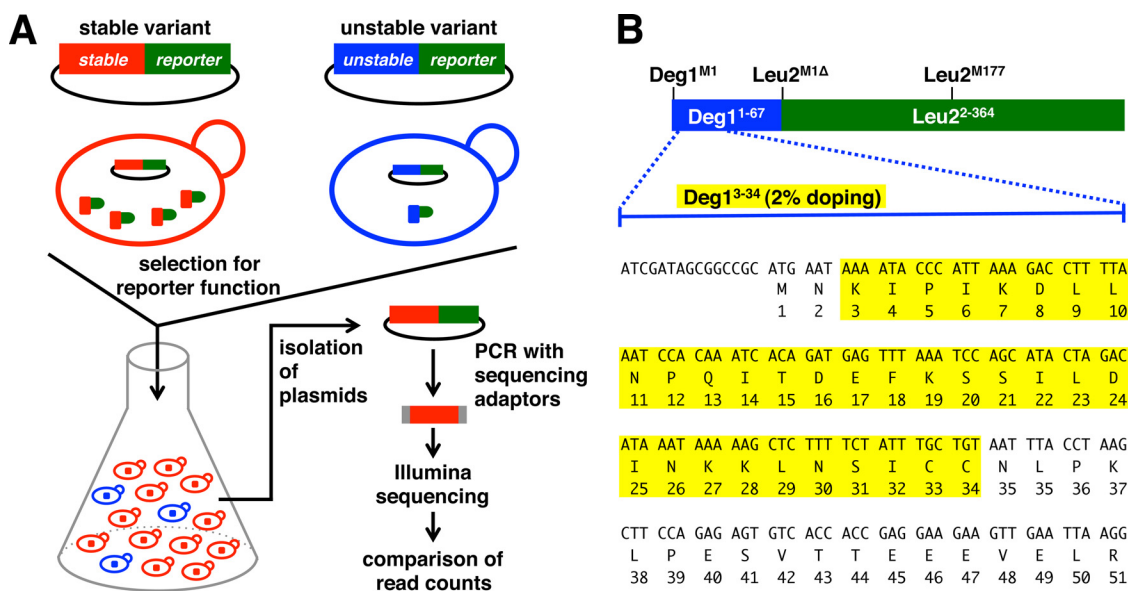 A
stable variant
stable reporter
unstable variant
unstable reporter
selection for
reporter function
isolation
of
plasmids
PCR with
sequencing
adaptors
Illumina
sequencing
comparison of
read counts
B
Deg1M1 Leu2M1Δ Leu2M177
Deg11-67 Leu22-364
Deg13-34 (2% doping)
ATCGATAGCGGCCGC ATG AAT AAA ATA CCC ATT AAA GAC CTT TTA
M N K I P I K D L L
1 2 3 4 5 6 7 8 9 10
AAT CCA CAA ATC ACA GAT GAG TTT AAA TCC AGC ATA CTA GAC
N P Q I T D E F K S S I L D
11 12 13 14 15 16 17 18 19 20 21 22 23 24
ATA AAT AAA AAG CTC TTT TCT ATT TGC TGT AAT TTA CCT AAG
I N K K L N S I C C N L P K
25 26 27 28 29 30 31 32 33 34 35 35 36 37
CTT CCA GAG AGT GTC ACC ACC GAG GAA GAA GTT GAA TTA AGG
L P E S V T T E E E V E L R
38 39 40 41 42 43 44 45 46 47 48 49 50 51